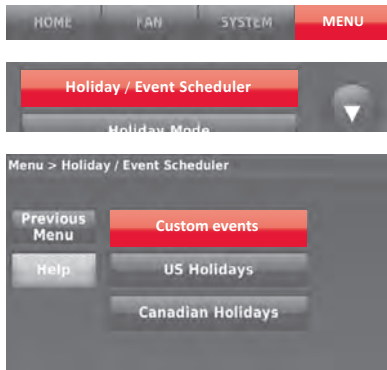 HOME FAN SYSTEM MENU
Holiday / Event Scheduler
Holiday Mode
Menu > Holiday / Event Scheduler
Previous
Menu
Custom events
Help
US Holidays
Canadian Holidays